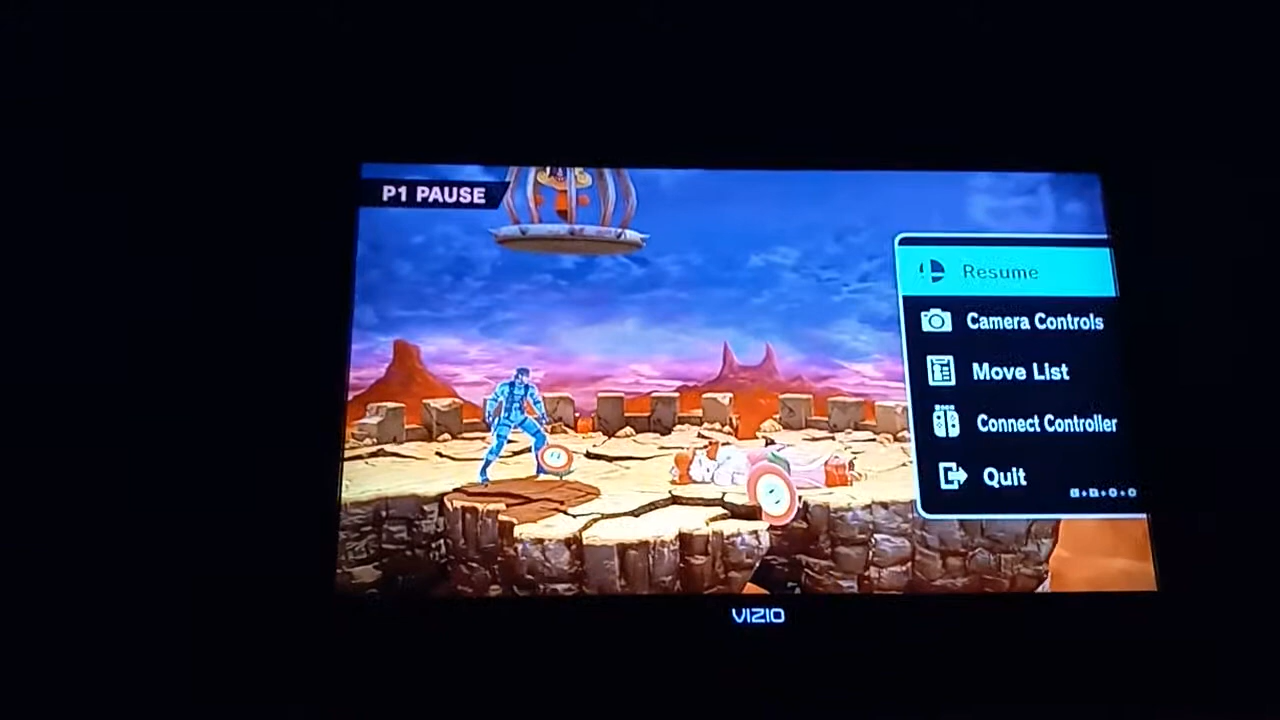 P1 PAUSE
Resume
Camera Controls
Move List
Connect Controller
Quit
VIZIO